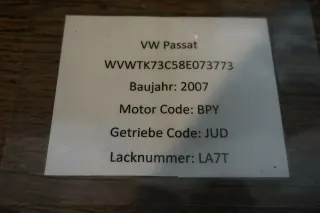 VW Passat
WVWTK73C58E073773
Baujahr: 2007
Motor Code: BPY
Getriebe Code: JUD
Lacknummer: LA7T